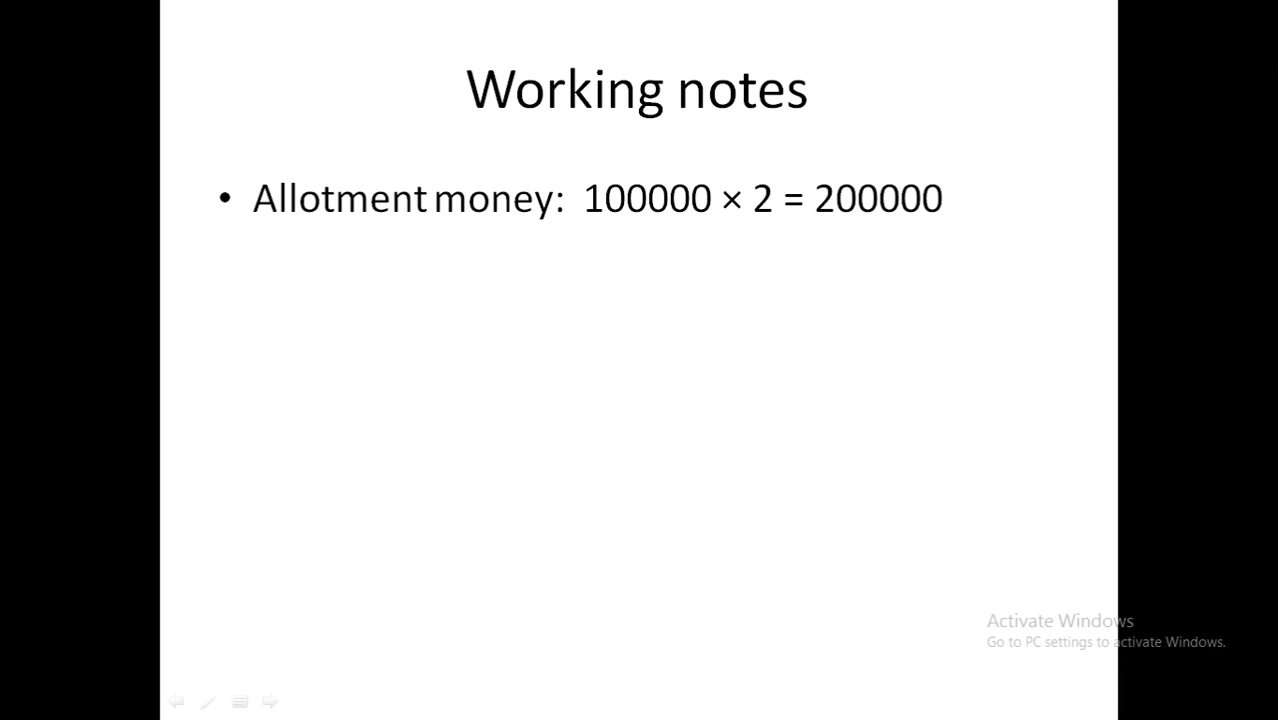 Working notes
• Allotment money: 100000 × 2 = 200000
Activate Windows
Go to PC settings to activate Windows.